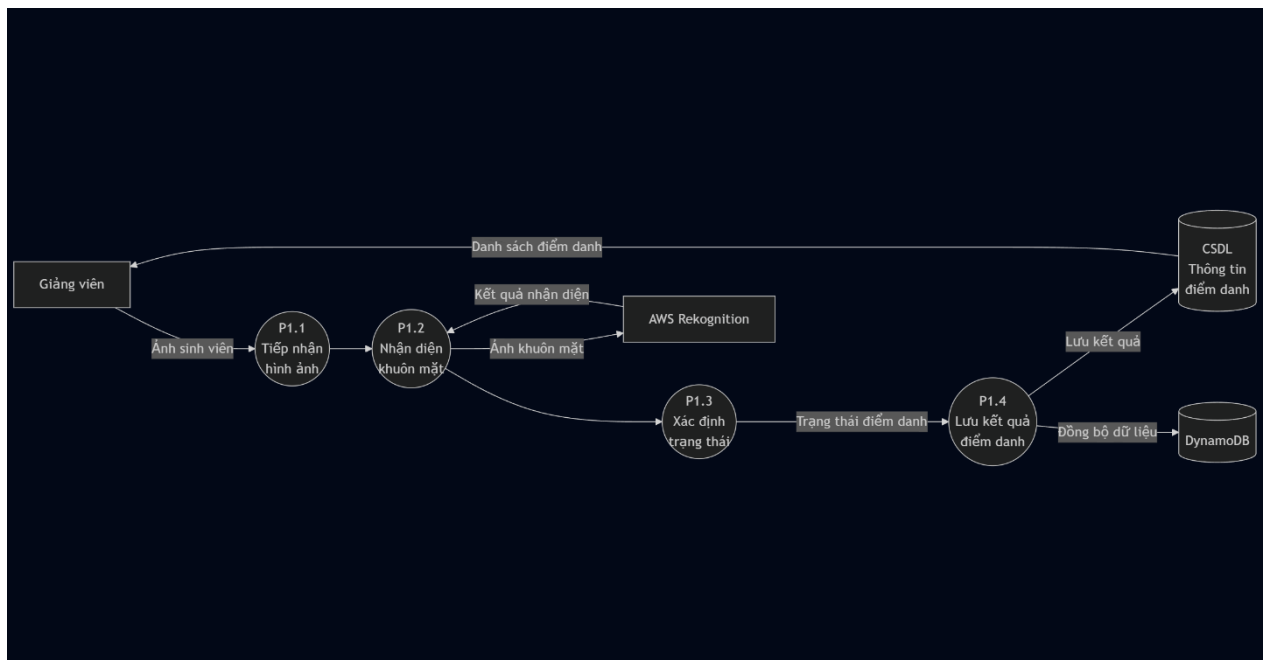 Danh sách điểm danh
CSDL
Thông tin
điểm danh
Giảng viên
Kết quả nhận diện
AWS Rekognition
Ảnh sinh viên
P1.1
Tiếp nhận
hình ảnh
P1.2
Nhận diện
khuôn mặt
Ảnh khuôn mặt
Lưu kết quả
P1.3
Xác định
trạng thái
Trạng thái điểm danh
P1.4
Lưu kết quả
điểm danh
Đồng bộ dữ liệu
DynamoDB